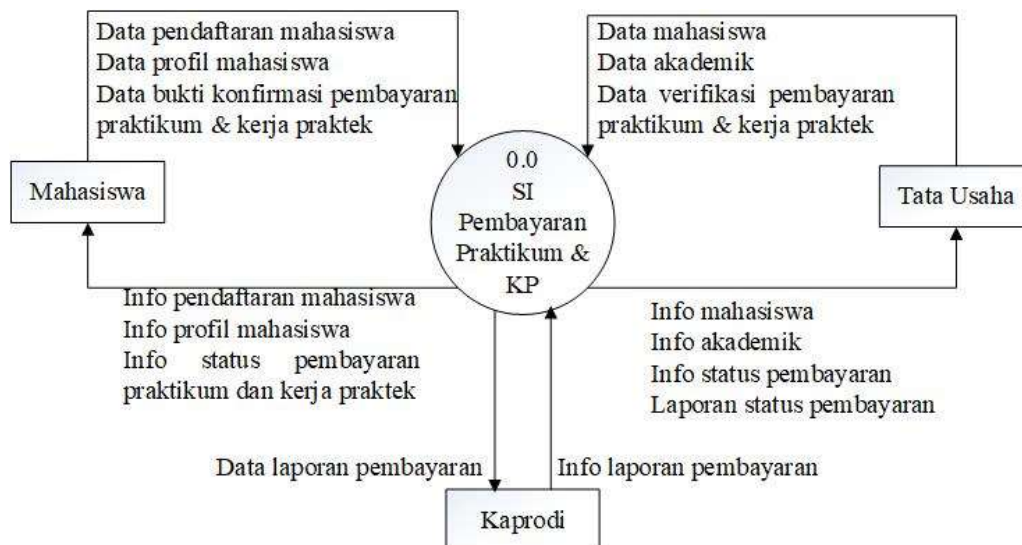 Data pendaftaran mahasiswa
Data profil mahasiswa
Data bukti konfirmasi pembayaran
praktikum & kerja praktek
Data mahasiswa
Data akademik
Data verifikasi pembayaran
praktikum & kerja praktek
Mahasiswa
0.0
SI
Pembayaran
Praktikum &
KP
Tata Usaha
Info pendaftaran mahasiswa
Info profil mahasiswa
Info status pembayaran
praktikum dan kerja praktek
Info mahasiswa
Info akademik
Info status pembayaran
Laporan status pembayaran
Data laporan pembayaran
Info laporan pembayaran
Kaprodi